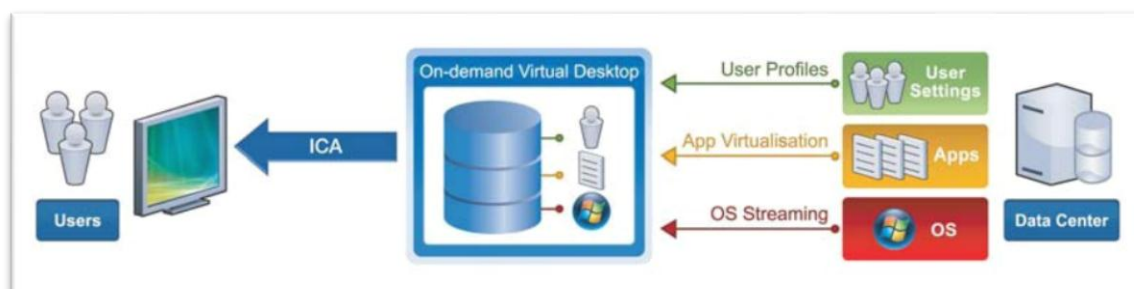 On-demand Virtual Desktop
User Profiles
User
Settings
ICA
App Virtualisation
Apps
Users
OS Streaming
OS
Data Center